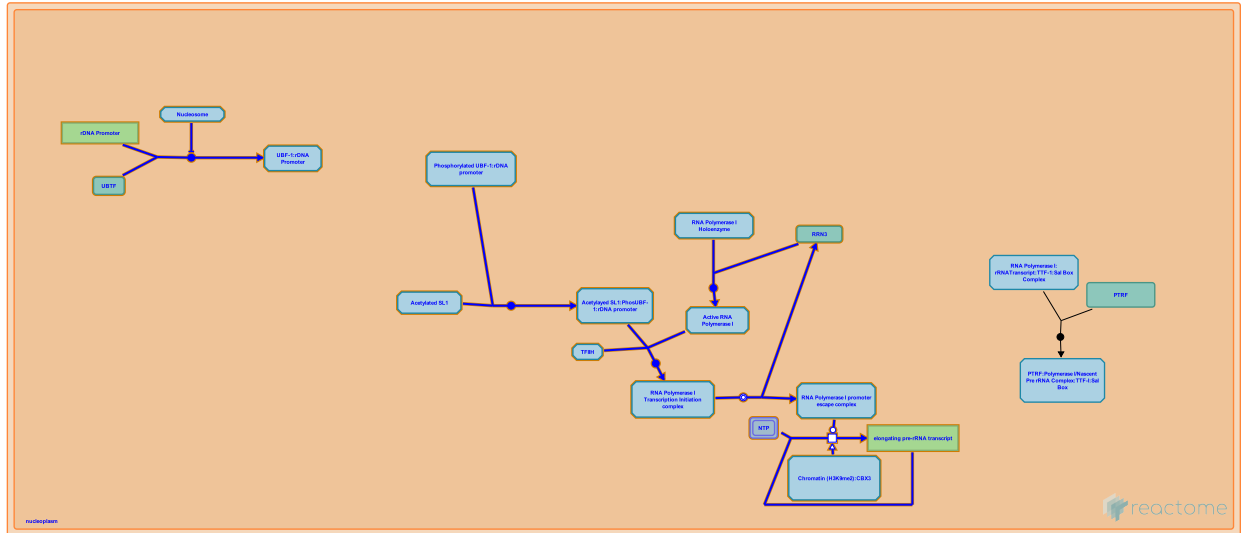 Nucleosome
rDNA Promoter
UBF-1:rDNA
Promoter
UBTF
Phosphorylated UBF-1:rDNA
promoter
RNA Polymerase I
Holoenzyme
RRN3
RNA Polymerase I:
rRNATranscript:TTF-1:Sal Box
Complex
PTRF
Acetylated SL1
Acetylayed SL1:PhosUBF-
1:rDNA promoter
Active RNA
Polymerase I
TFIIH
PTRF:Polymerase I/Nascent
Pre rRNA Complex:TTF-I:Sal
Box
RNA Polymerase I
Transcription Initiation
complex
RNA Polymerase I promoter
escape complex
NTP
elongating pre-rRNA transcript
Chromatin (H3K9me2):CBX3
reactome
nucleoplasm